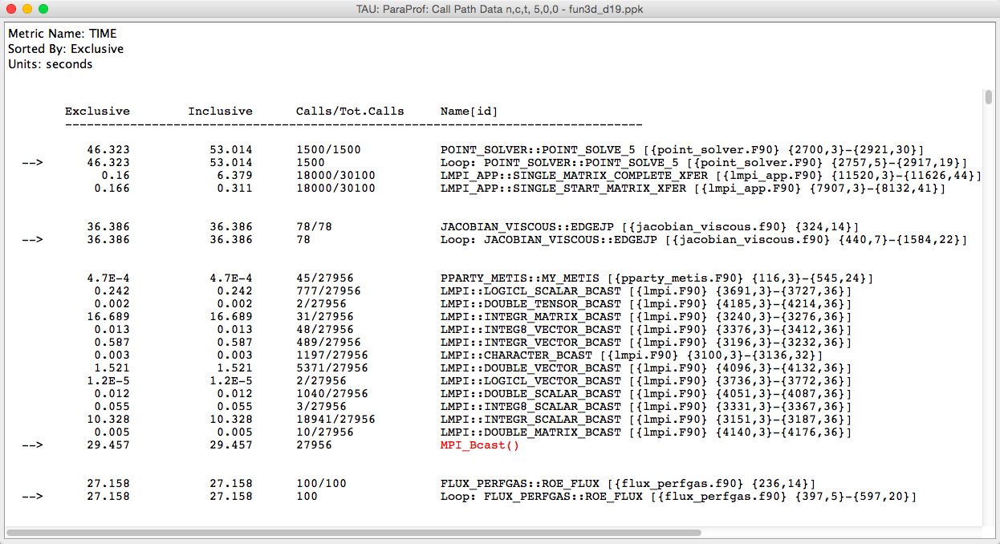 TAU: ParaProf: Call Path Data n,c,t, 5,0,0 - fun3d_d19.ppk
Metric Name: TIME
Sorted By: Exclusive
Units: seconds
Exclusive Inclusive Calls/Tot.Calls Name[id]
--------------------------------------------------------------------------------
46.323 53.014 1500/1500 POINT_SOLVER::POINT_SOLVE_5 [{point_solver.F90} {2700,3}-{2921,30}]
--> 46.323 53.014 1500 Loop: POINT_SOLVER::POINT_SOLVE_5 [{point_solver.F90} {2757,5}-{2917,19}]
0.16 6.379 18000/30100 LMPI_APP::SINGLE_MATRIX_COMPLETE_XFER [{lmpi_app.F90} {11520,3}-{11626,44}]
0.166 0.311 18000/30100 LMPI_APP::SINGLE_START_MATRIX_XFER [{lmpi_app.F90} {7907,3}-{8132,41}]
36.386 36.386 78/78 JACOBIAN_VISCOUS::EDGEJP [{jacobian_viscous.f90} {324,14}]
--> 36.386 36.386 78 Loop: JACOBIAN_VISCOUS::EDGEJP [{jacobian_viscous.f90} {440,7}-{1584,22}]
4.7E-4 4.7E-4 45/27956 PPARTY_METIS::MY_METIS [{pparty_metis.F90} {116,3}-{545,24}]
0.242 0.242 777/27956 LMPI::LOGICL_SCALAR_BCAST [{lmpi.F90} {3691,3}-{3727,36}]
0.002 0.002 2/27956 LMPI::DOUBLE_TENSOR_BCAST [{lmpi.F90} {4185,3}-{4214,36}]
16.689 16.689 31/27956 LMPI::INTEGR_MATRIX_BCAST [{lmpi.F90} {3240,3}-{3276,36}]
0.013 0.013 48/27956 LMPI::INTEG8_VECTOR_BCAST [{lmpi.F90} {3376,3}-{3412,36}]
0.587 0.587 489/27956 LMPI::INTEGR_VECTOR_BCAST [{lmpi.F90} {3196,3}-{3232,36}]
0.003 0.003 1197/27956 LMPI::CHARACTER_BCAST [{lmpi.F90} {3100,3}-{3136,32}]
1.521 1.521 5371/27956 LMPI::DOUBLE_VECTOR_BCAST [{lmpi.F90} {4096,3}-{4132,36}]
1.2E-5 1.2E-5 2/27956 LMPI::LOGICL_VECTOR_BCAST [{lmpi.F90} {3736,3}-{3772,36}]
0.012 0.012 1040/27956 LMPI::DOUBLE_SCALAR_BCAST [{lmpi.F90} {4051,3}-{4087,36}]
0.055 0.055 3/27956 LMPI::INTEG8_SCALAR_BCAST [{lmpi.F90} {3331,3}-{3367,36}]
10.328 10.328 18941/27956 LMPI::INTEGR_SCALAR_BCAST [{lmpi.F90} {3151,3}-{3187,36}]
0.005 0.005 10/27956 LMPI::DOUBLE_MATRIX_BCAST [{lmpi.F90} {4140,3}-{4176,36}]
--> 29.457 29.457 27956 MPI_Bcast()
27.158 27.158 100/100 FLUX_PERFGAS::ROE_FLUX [{flux_perfgas.f90} {236,14}]
--> 27.158 27.158 100 Loop: FLUX_PERFGAS::ROE_FLUX [{flux_perfgas.f90} {397,5}-{597,20}]